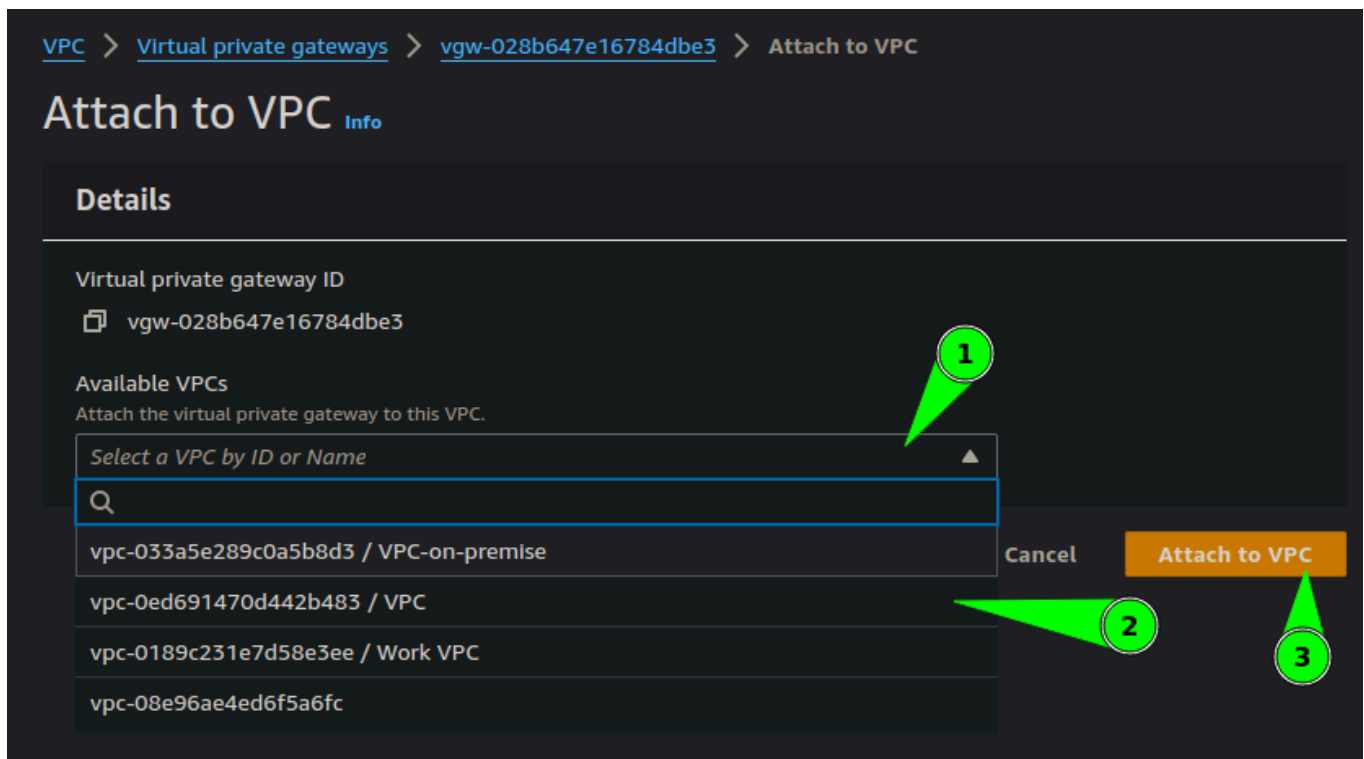 VPC > Virtual private gateways > vgw-028b647e16784dbe3 > Attach to VPC
Attach to VPC Info
Details
Virtual private gateway ID
vgw-028b647e16784dbe3
1
Available VPCs
Attach the virtual private gateway to this VPC.
Select a VPC by ID or Name
vpc-033a5e289c0a5b8d3 / VPC-on-premise
Cancel Attach to VPC
vpc-0ed691470d442b483 / VPC
2
vpc-0189c231e7d58e3ee / Work VPC
3
vpc-08e96ae4ed6f5a6fc